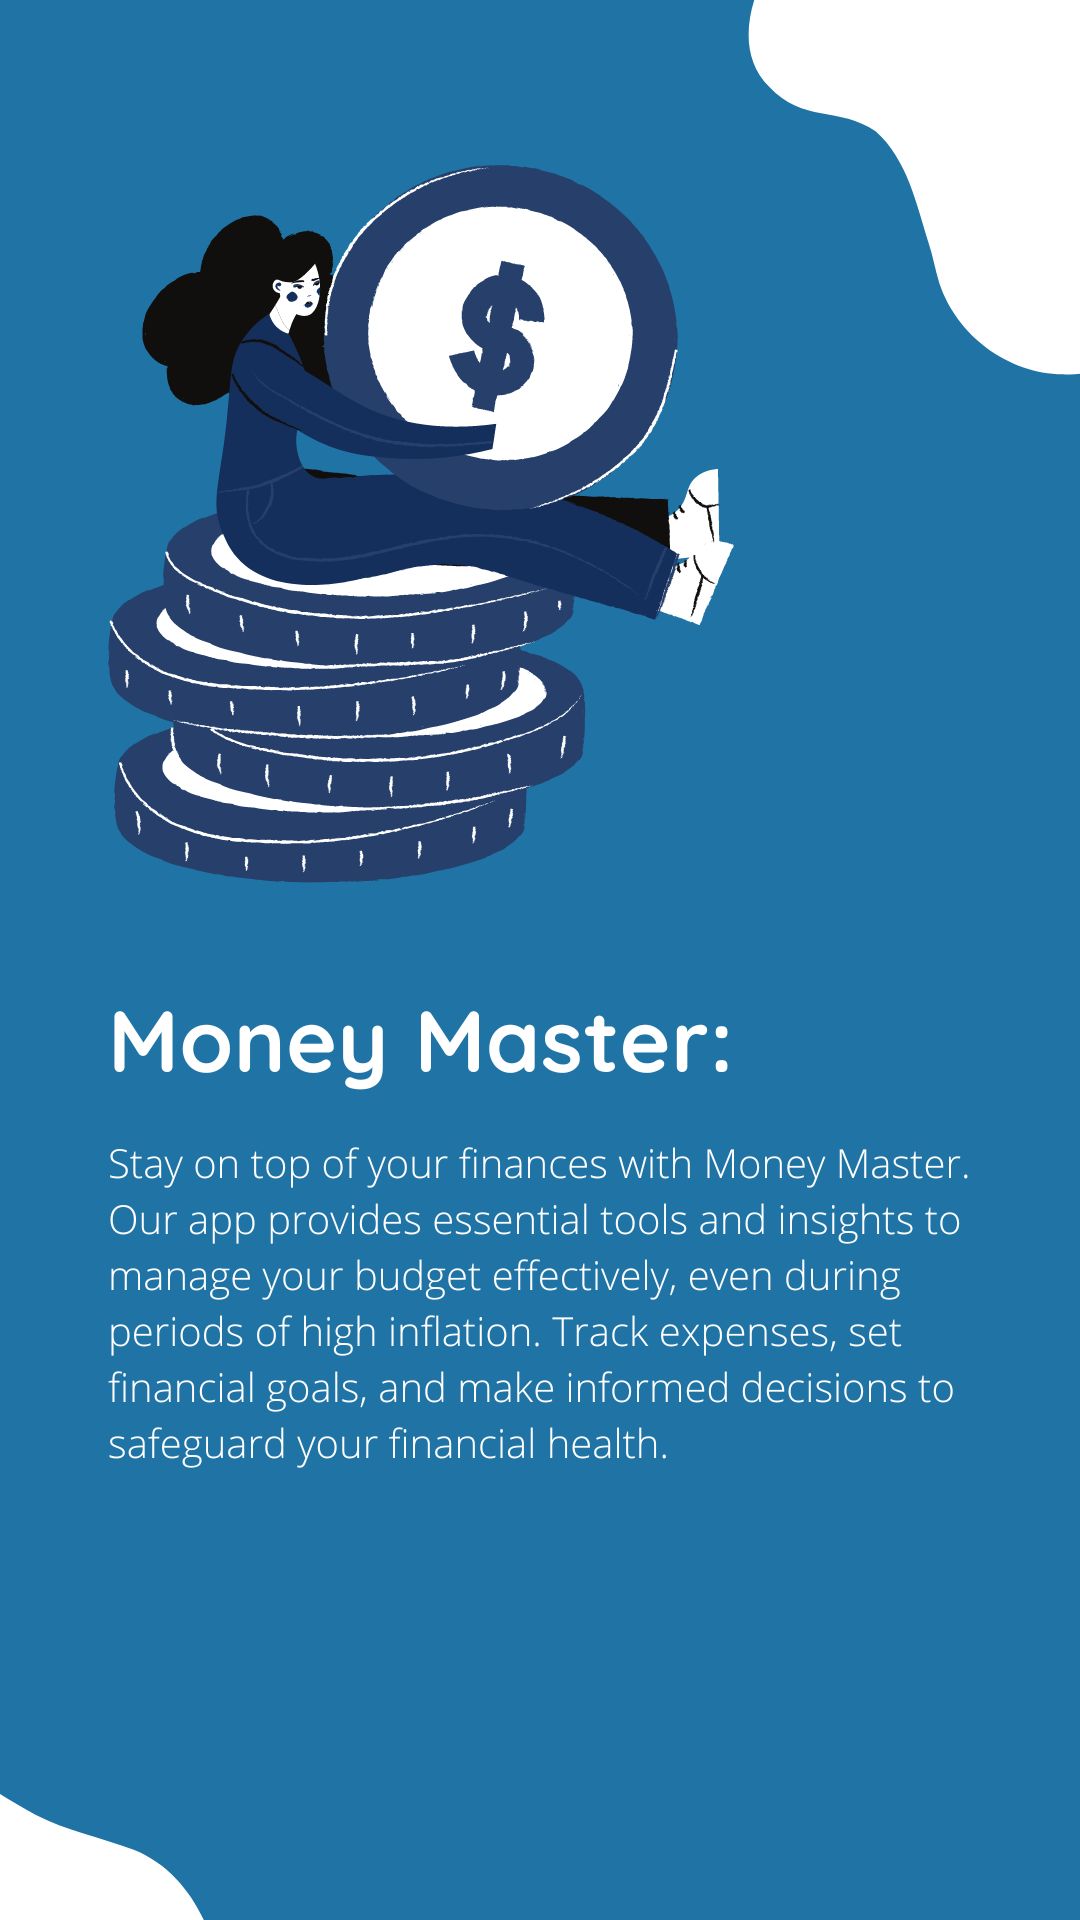 $
Money Master:
Stay on top of your finances with Money Master.
Our app provides essential tools and insights to
manage your budget effectively, even during
periods of high inflation. Track expenses, set
financial goals, and make informed decisions to
safeguard your financial health.